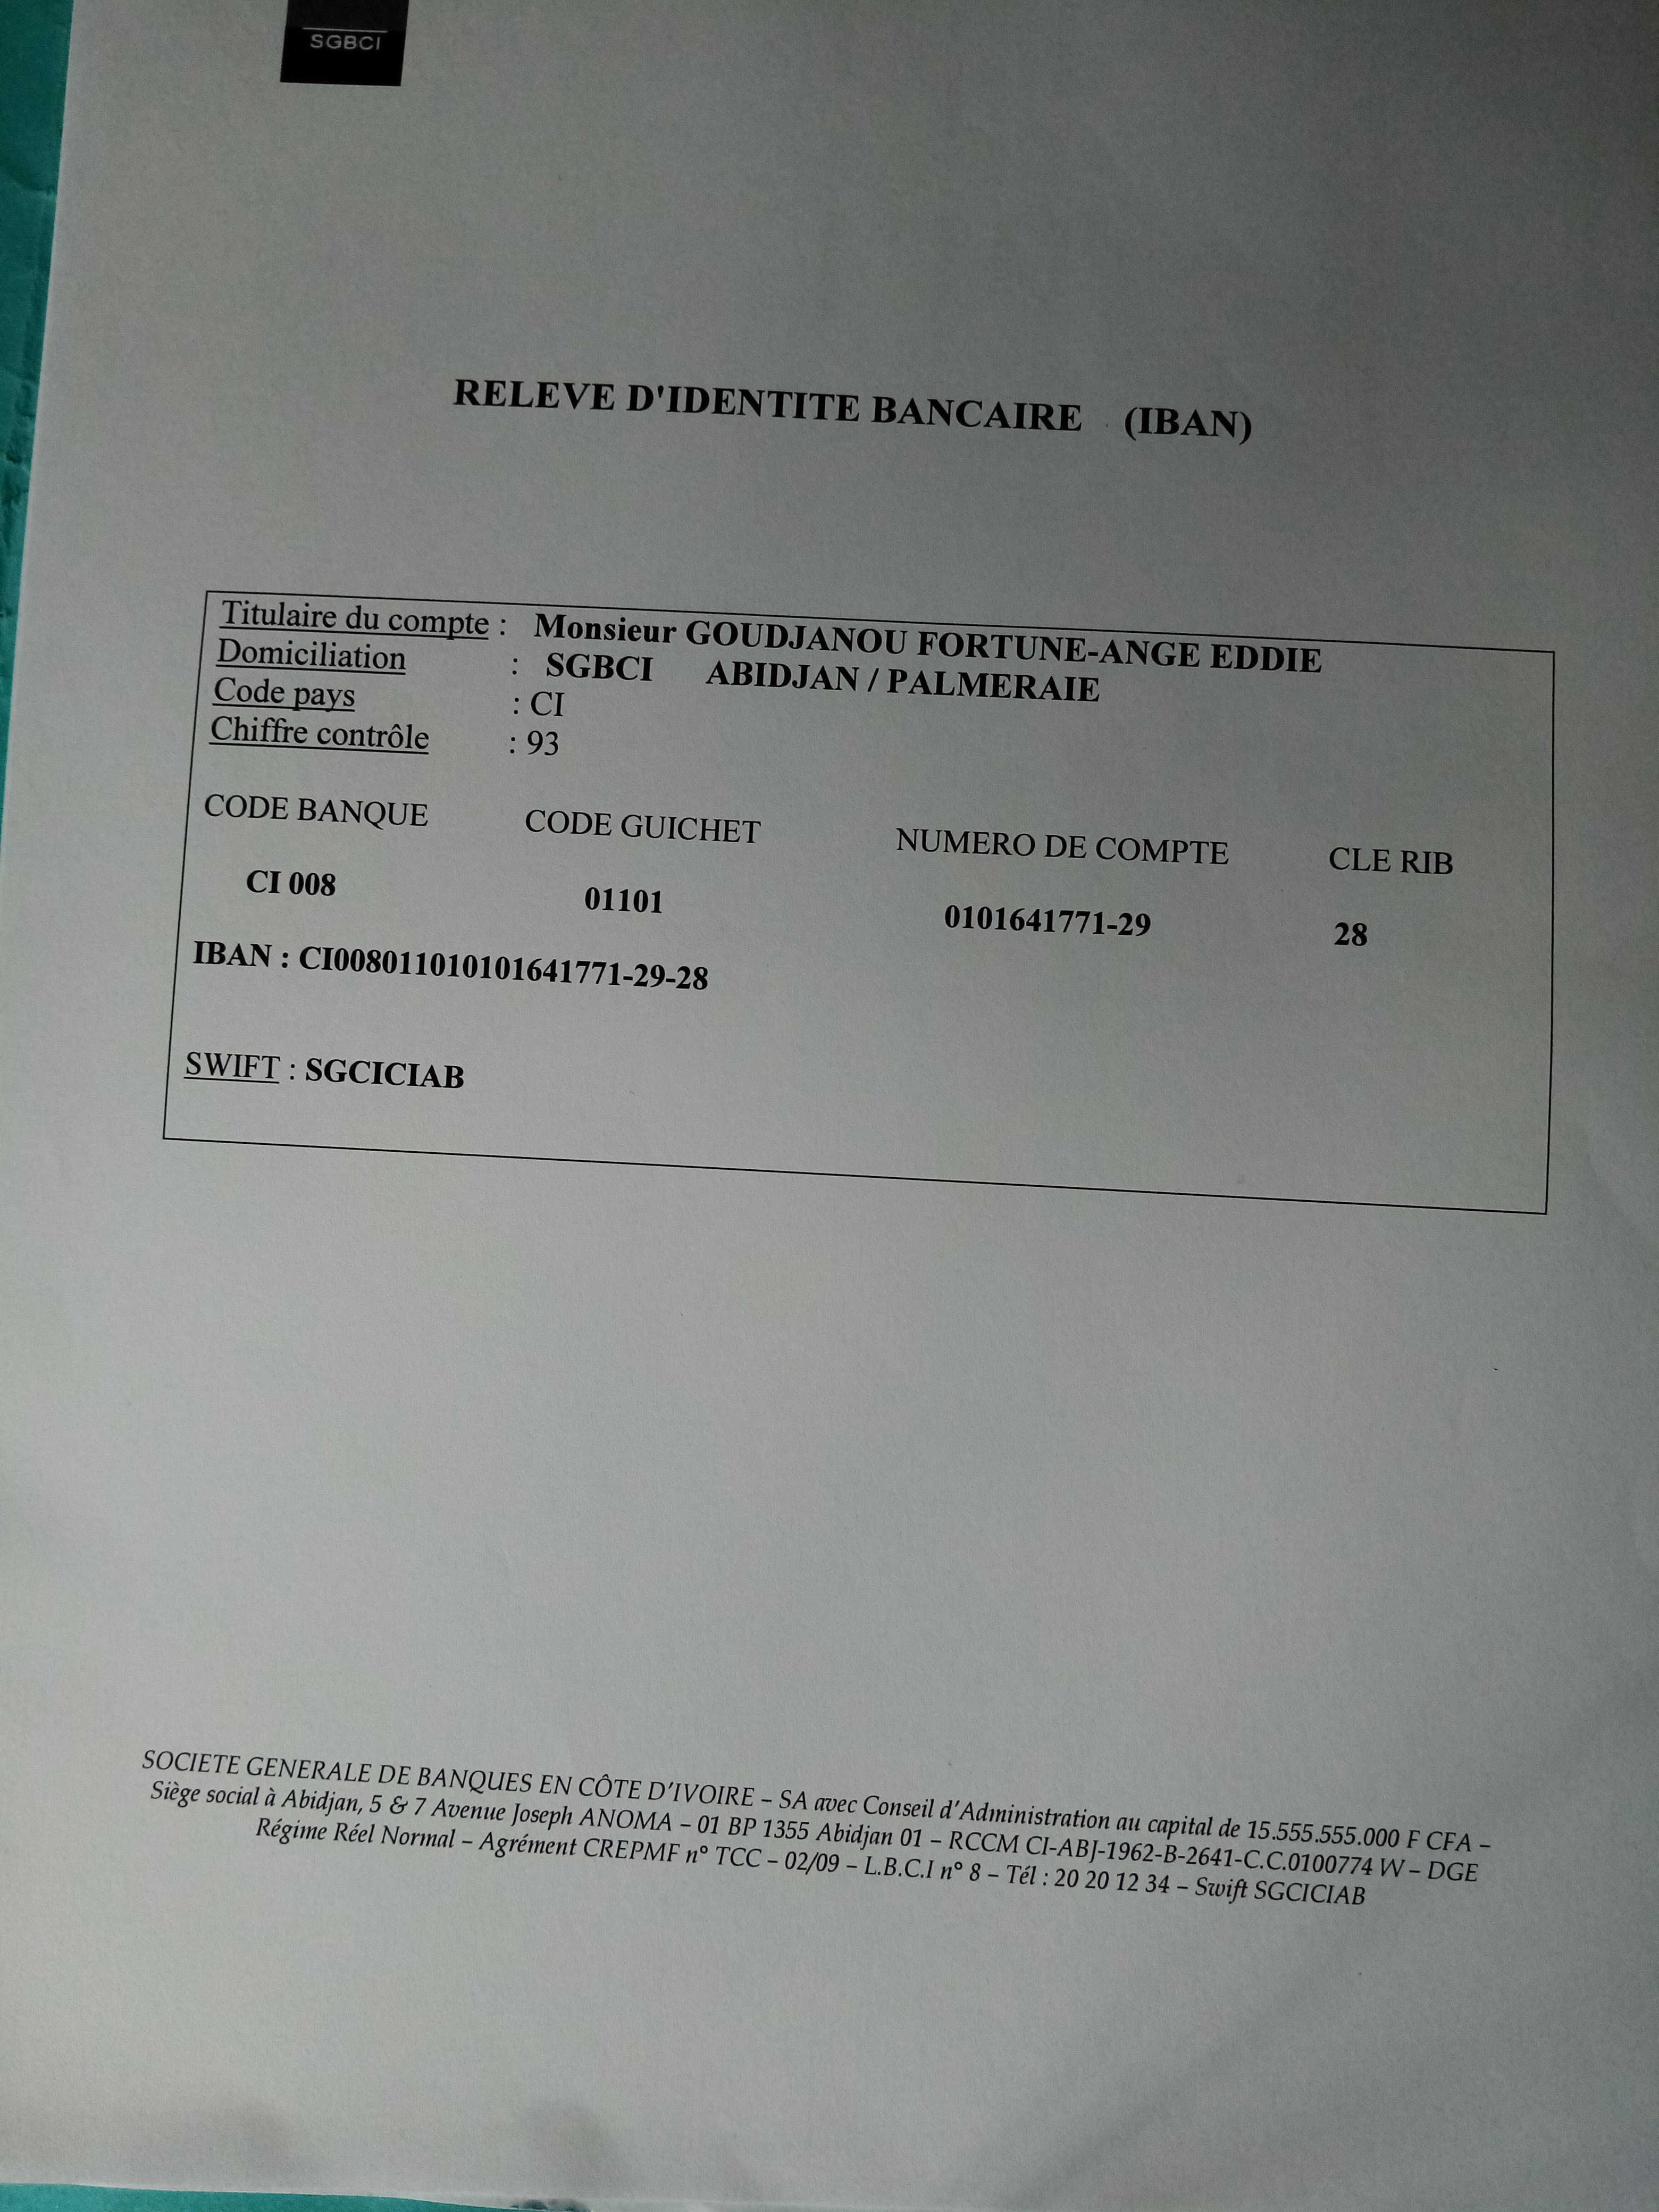 SGBCI
RELEVE D'IDENTITE BANCAIRE (IBAN)
Titulaire du compte : Monsieur GOUDJANOU FORTUNE-ANGE EDDIE
Domiciliation : SGBCI ABIDJAN / PALMERAIE
Code pays : CI
Chiffre contrôle : 93
CODE BANQUE CODE GUICHET NUMERO DE COMPTE CLE RIB
CI 008 01101 0101641771-29 28
IBAN : CI008011010101641771-29-28
SWIFT : SGCICIAB
SOCIETE GENERALE DE BANQUES EN CÔTE D'IVOIRE – SA avec Conseil d'Administration au capital de 15.555.555.000 F CFA –
Siège social à Abidjan, 5 & 7 Avenue Joseph ANOMA – 01 BP 1355 Abidjan 01 – RCCM CI-ABJ-1962-B-2641-C.C.0100774 W – DGE
Régime Réel Normal – Agrément CREPMF n° TCC – 02/09 – L.B.C.I n° 8 – Tél : 20 20 12 34 – Swift SGCICIAB